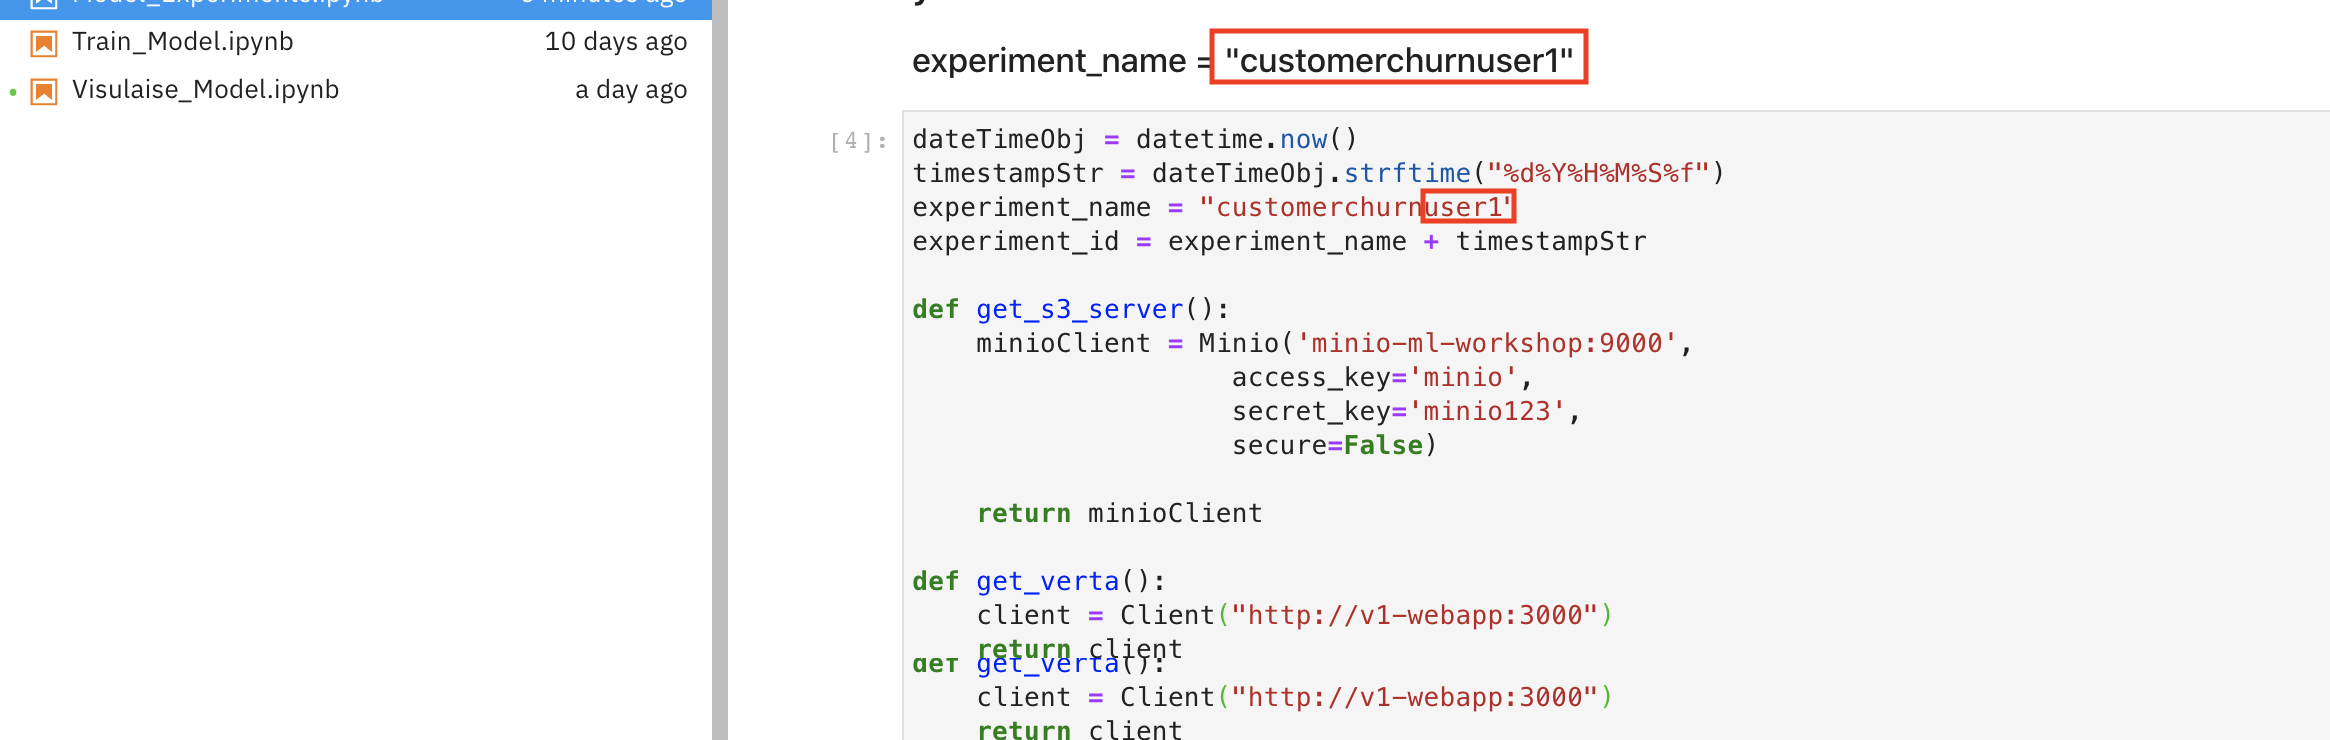 Model_Experiments.ipynb
Train_Model.ipynb 10 days ago
Visulaise_Model.ipynb a day ago
experiment_name = "customerchurnuser1"
[4]:
dateTimeObj = datetime.now()
timestampStr = dateTimeObj.strftime("%d%Y%H%M%S%f")
experiment_name = "customerchurnuser1"
experiment_id = experiment_name + timestampStr
def get_s3_server():
    minioClient = Minio('minio-ml-workshop:9000',
                    access_key='minio',
                    secret_key='minio123',
                    secure=False)
    return minioClient
def get_verta():
    client = Client("http://v1-webapp:3000")
    return client
def get_verta():
    client = Client("http://v1-webapp:3000")
    return client